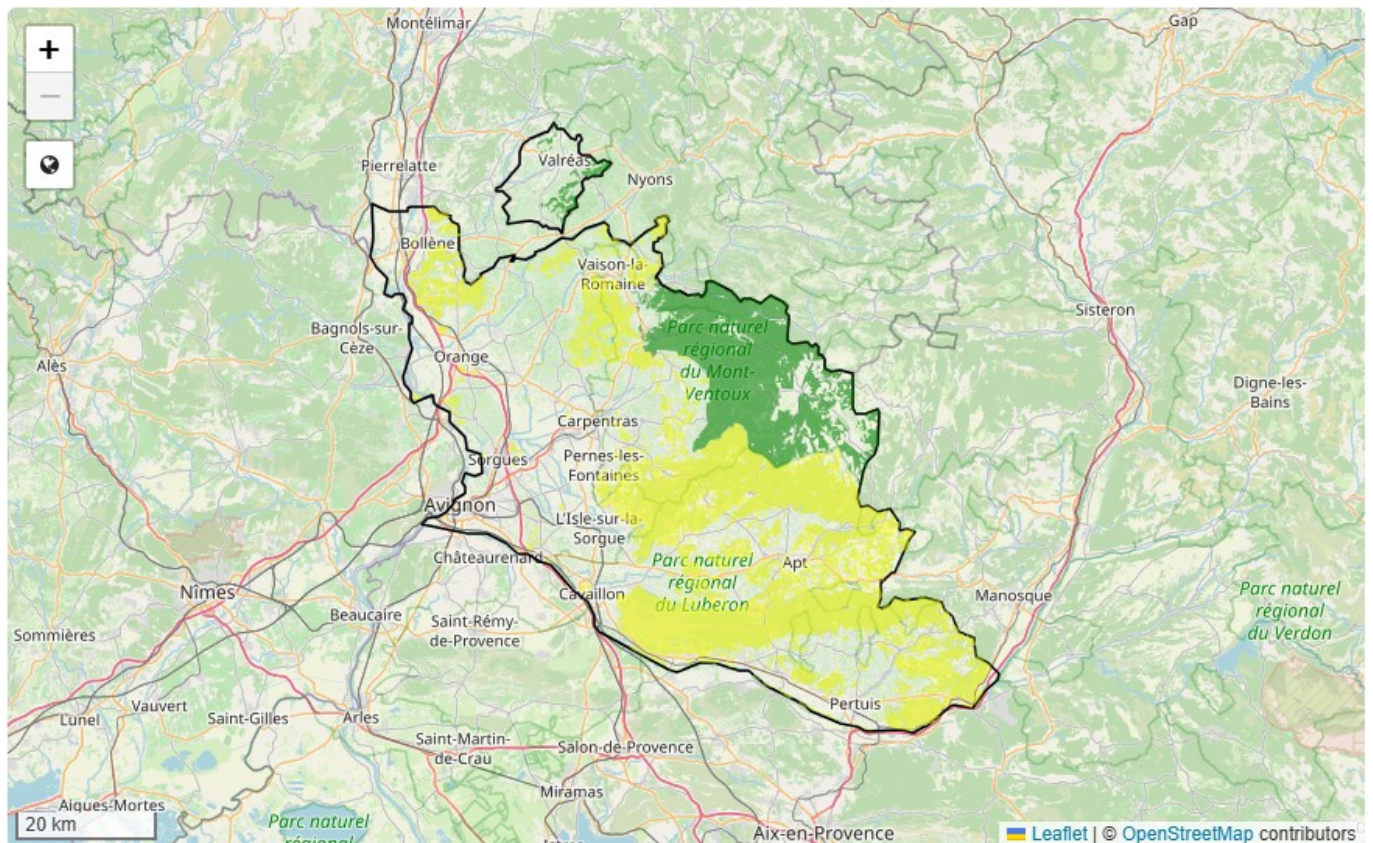 +
−
Montélimar
Gap
Valréas
Pierrelatte
Nyons
Bollène
Vaison-la-
Romaine
Sisteron
Bagnols-sur-
Cèze
Parc naturel
régional
du Mont-
Ventoux
Orange
Alès
Digne-les-
Bains
Carpentras
Sorgues
Pernes-les-
Fontaines
Avignon
L'Isle-sur-la-
Sorgue
Châteaurenard
Parc naturel
régional
du Luberon
Apt
Nîmes
Cavaillon
Manosque
Parc naturel
régional
du Verdon
Beaucaire
Saint-Rémy-
de-Provence
Sommières
Pertuis
Vauvert
Lunel
Saint-Gilles
Arles
Saint-Martin-
de-Crau
Salon-de-Provence
Miramas
Aigues-Mortes
20 km
Parc naturel
régional
Aix-en-Provence
Leaflet | © OpenStreetMap contributors